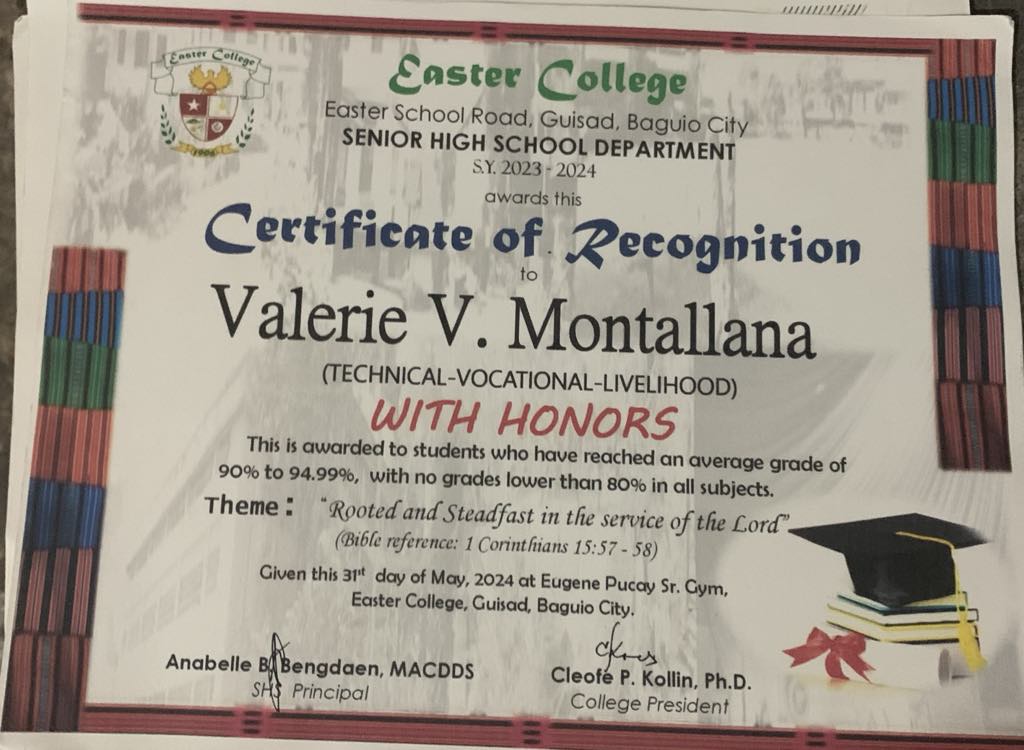 Easter College
1906
Easter College
Easter School Road, Guisad, Baguio City
SENIOR HIGH SCHOOL DEPARTMENT
S.Y. 2023 - 2024
awards this
Certificate of Recognition
to
Valerie V. Montallana
(TECHNICAL-VOCATIONAL-LIVELIHOOD)
WITH HONORS
This is awarded to students who have reached an average grade of
90% to 94.99%, with no grades lower than 80% in all subjects.
Theme: "Rooted and Steadfast in the service of the Lord"
(Bible reference: 1 Corinthians 15:57 - 58)
Given this 31st day of May, 2024 at Eugene Pucay Sr. Gym,
Easter College, Guisad, Baguio City.
Anabelle B. Bengdaen, MACDDS
SHS Principal
Cleofe P. Kollin, Ph.D.
College President